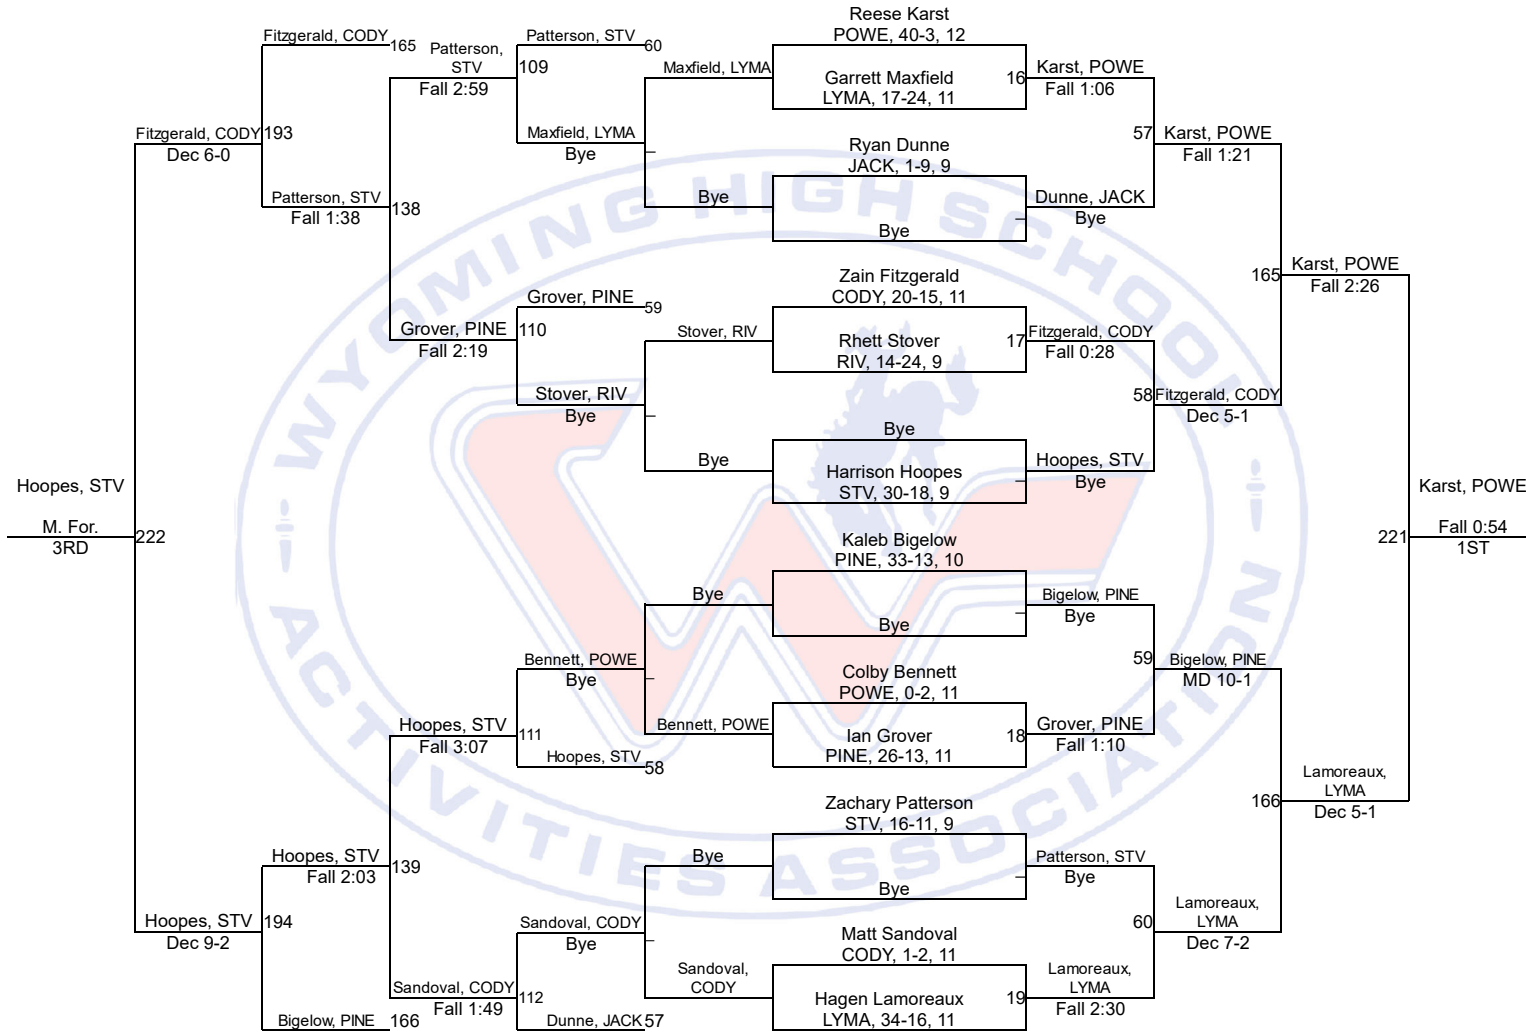 Reese Karst
POWE, 40-3, 12
Fitzgerald, CODY
165
Patterson,
STV
Fall 2:59
Patterson, STV
60
109
Maxfield, LYMA
Garrett Maxfield
LYMA, 17-24, 11
16
Karst, POWE
Fall 1:06
Fitzgerald, CODY
Dec 6-0
193
Maxfield, LYMA
Bye
Ryan Dunne
JACK, 1-9, 9
57
Karst, POWE
Fall 1:21
Patterson, STV
Fall 1:38
138
Bye
Bye
Dunne, JACK
Bye
Zain Fitzgerald
CODY, 20-15, 11
165
Karst, POWE
Fall 2:26
Grover, PINE
59
Grover, PINE
Fall 2:19
110
Stover, RIV
Rhett Stover
RIV, 14-24, 9
17
Fitzgerald, CODY
Fall 0:28
Stover, RIV
Bye
58
Fitzgerald, CODY
Dec 5-1
Bye
Bye
Harrison Hoopes
STV, 30-18, 9
Hoopes, STV
Bye
Hoopes, STV
M. For.
3RD
222
Karst, POWE
Fall 0:54
1ST
221
Kaleb Bigelow
PINE, 33-13, 10
Bye
Bye
Bigelow, PINE
Bye
Bennett, POWE
Bye
Colby Bennett
POWE, 0-2, 11
59
Bigelow, PINE
MD 10-1
Hoopes, STV
Fall 3:07
111
Bennett, POWE
Ian Grover
PINE, 26-13, 11
18
Grover, PINE
Fall 1:10
Hoopes, STV
58
Zachary Patterson
STV, 16-11, 9
166
Lamoreaux,
LYMA
Dec 5-1
Hoopes, STV
Fall 2:03
139
Bye
Bye
Patterson, STV
Bye
Hoopes, STV
Dec 9-2
194
Sandoval, CODY
Bye
Matt Sandoval
CODY, 1-2, 11
60
Lamoreaux,
LYMA
Dec 7-2
Sandoval, CODY
Fall 1:49
112
Sandoval,
CODY
Hagen Lamoreaux
LYMA, 34-16, 11
19
Lamoreaux,
LYMA
Fall 2:30
Bigelow, PINE
166
Dunne, JACK
57
WYOMING HIGH SCHOOL
ACTIVITIES ASSOCIATION